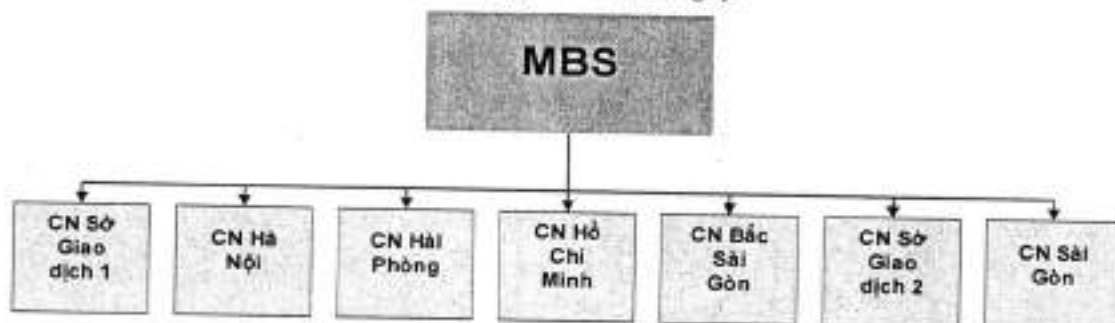 MBS
CN Sở
Giao
dịch 1
CN Hà
Nội
CN Hải
Phòng
CN Hồ
Chí
Minh
CN Bắc
Sài
Gòn
CN Sở
Giao
dịch 2
CN Sài
Gòn